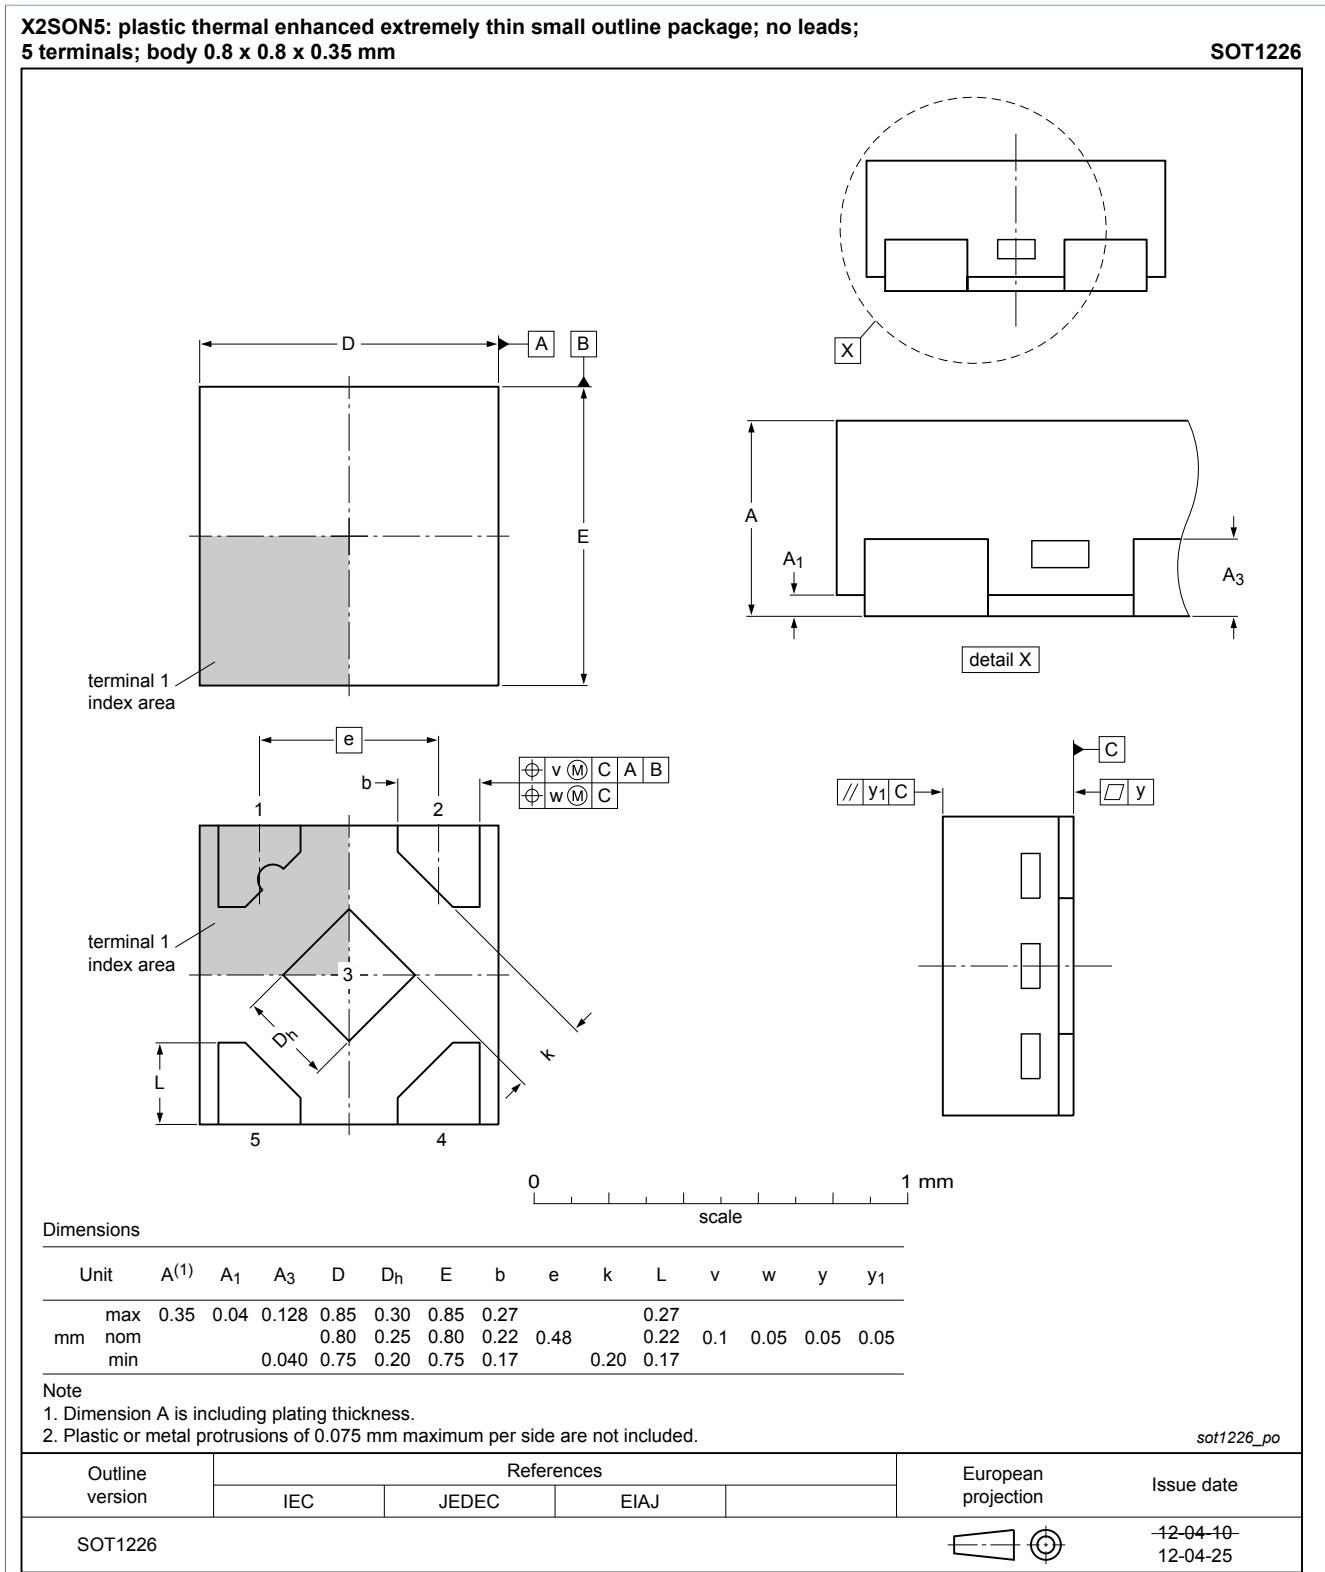 X2SON5: plastic thermal enhanced extremely thin small outline package; no leads;
5 terminals; body 0.8 x 0.8 x 0.35 mm
SOT1226
X
D
A
B
E
terminal 1
index area
A
A1
A3
detail X
e
b
v M C A B
w M C
1
2
terminal 1
index area
3
Dh
k
L
5
4
// y1 C
C
y
0
1 mm
scale
Dimensions
Unit A(1) A1 A3 D Dh E b e k L v w y y1
max 0.35 0.04 0.128 0.85 0.30 0.85 0.27 0.27
mm nom 0.80 0.25 0.80 0.22 0.48 0.22 0.1 0.05 0.05 0.05
min 0.040 0.75 0.20 0.75 0.17 0.20 0.17
Note
1. Dimension A is including plating thickness.
2. Plastic or metal protrusions of 0.075 mm maximum per side are not included.
sot1226_po
Outline
version
References
IEC
JEDEC
EIAJ
European
projection
Issue date
SOT1226
12-04-10
12-04-25